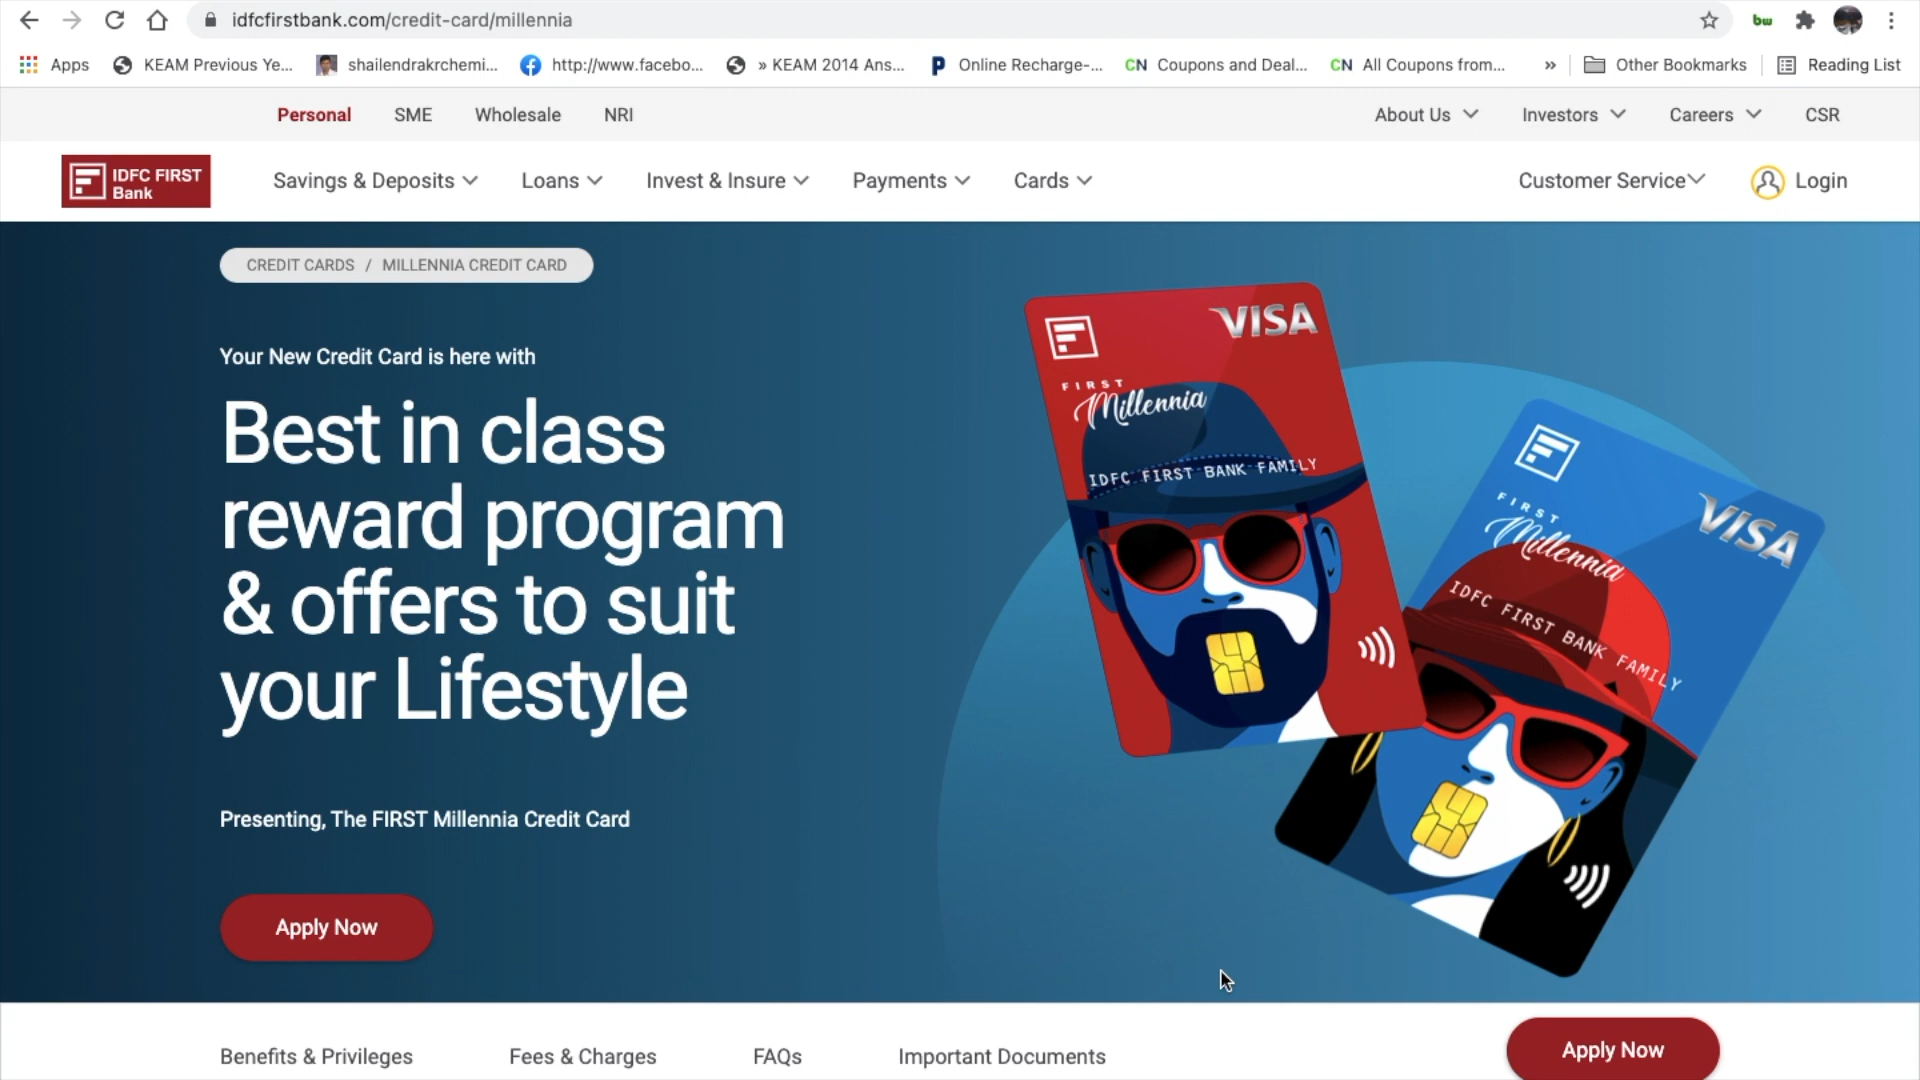 idfcfirstbank.com/credit-card/millennia
bw
Apps
KEAM Previous Ye...
shailendrakrchemi...
http://www.facebo...
» KEAM 2014 Ans...
Online Recharge-...
CN Coupons and Deal...
CN All Coupons from...
»
Other Bookmarks
Reading List
Personal
SME
Wholesale
NRI
About Us
Investors
Careers
CSR
IDFC FIRST
Bank
Savings & Deposits
Loans
Invest & Insure
Payments
Cards
Customer Service
Login
CREDIT CARDS / MILLENNIA CREDIT CARD
Your New Credit Card is here with
Best in class
reward program
& offers to suit
your Lifestyle
Presenting, The FIRST Millennia Credit Card
Apply Now
VISA
FIRST
Millennia
IDFC FIRST BANK FAMILY
VISA
FIRST
Millennia
IDFC FIRST BANK FAMILY
Benefits & Privileges
Fees & Charges
FAQs
Important Documents
Apply Now